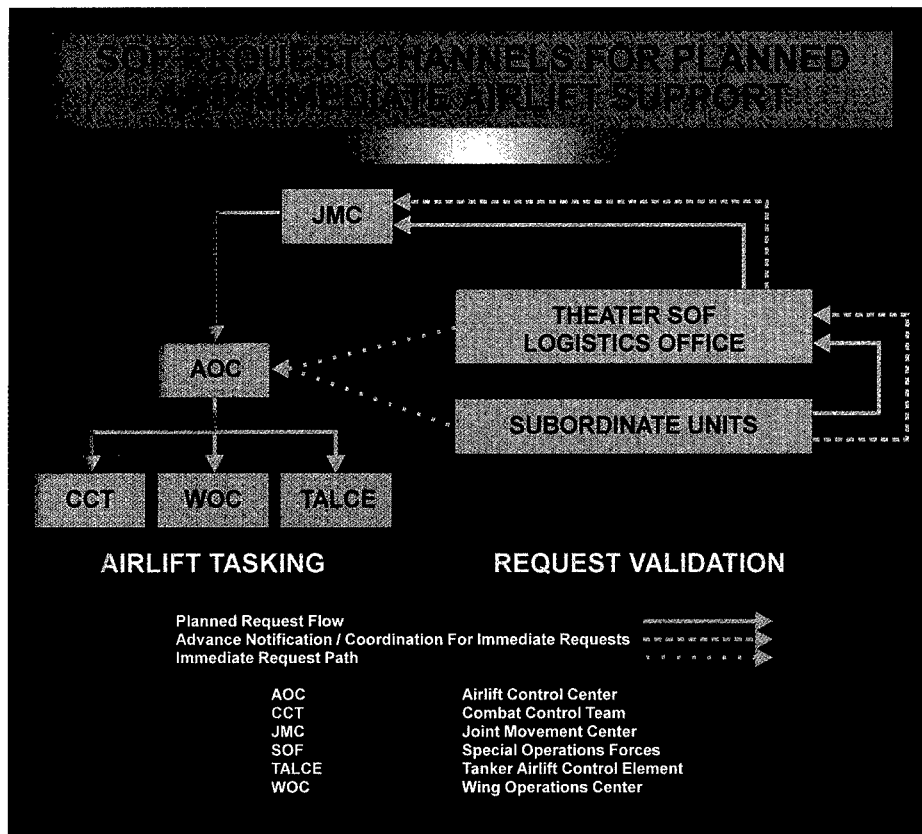 SOF REQUEST CHANNELS FOR PLANNED
AND IMMEDIATE AIRLIFT SUPPORT
JMC
THEATER SOF
LOGISTICS OFFICE
AOC
SUBORDINATE UNITS
CCT
WOC
TALCE
AIRLIFT TASKING
REQUEST VALIDATION
Planned Request Flow
Advance Notification / Coordination For Immediate Requests
Immediate Request Path
AOC Airlift Control Center
CCT Combat Control Team
JMC Joint Movement Center
SOF Special Operations Forces
TALCE Tanker Airlift Control Element
WOC Wing Operations Center